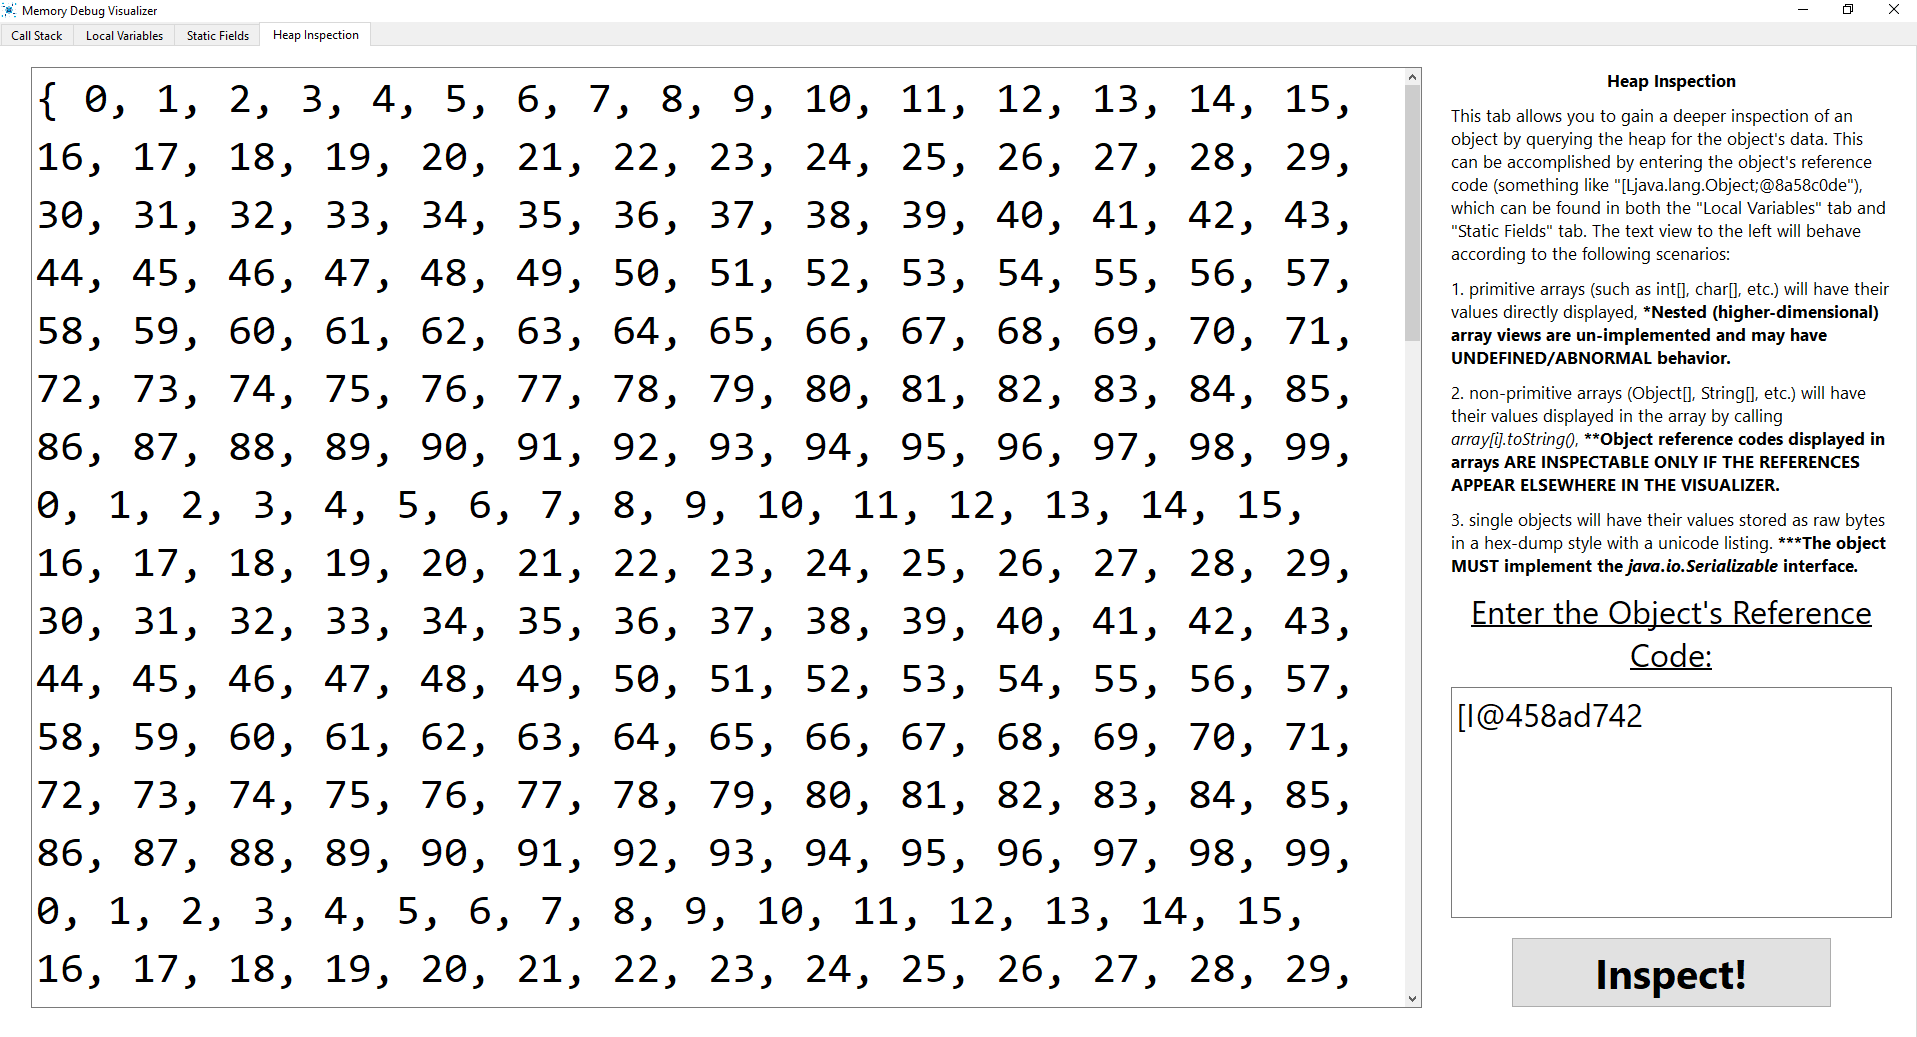 Memory Debug Visualizer
Call Stack Local Variables Static Fields Heap Inspection
{ 0, 1, 2, 3, 4, 5, 6, 7, 8, 9, 10, 11, 12, 13, 14, 15,
16, 17, 18, 19, 20, 21, 22, 23, 24, 25, 26, 27, 28, 29,
30, 31, 32, 33, 34, 35, 36, 37, 38, 39, 40, 41, 42, 43,
44, 45, 46, 47, 48, 49, 50, 51, 52, 53, 54, 55, 56, 57,
58, 59, 60, 61, 62, 63, 64, 65, 66, 67, 68, 69, 70, 71,
72, 73, 74, 75, 76, 77, 78, 79, 80, 81, 82, 83, 84, 85,
86, 87, 88, 89, 90, 91, 92, 93, 94, 95, 96, 97, 98, 99,
0, 1, 2, 3, 4, 5, 6, 7, 8, 9, 10, 11, 12, 13, 14, 15,
16, 17, 18, 19, 20, 21, 22, 23, 24, 25, 26, 27, 28, 29,
30, 31, 32, 33, 34, 35, 36, 37, 38, 39, 40, 41, 42, 43,
44, 45, 46, 47, 48, 49, 50, 51, 52, 53, 54, 55, 56, 57,
58, 59, 60, 61, 62, 63, 64, 65, 66, 67, 68, 69, 70, 71,
72, 73, 74, 75, 76, 77, 78, 79, 80, 81, 82, 83, 84, 85,
86, 87, 88, 89, 90, 91, 92, 93, 94, 95, 96, 97, 98, 99,
0, 1, 2, 3, 4, 5, 6, 7, 8, 9, 10, 11, 12, 13, 14, 15,
16, 17, 18, 19, 20, 21, 22, 23, 24, 25, 26, 27, 28, 29,
Heap Inspection
This tab allows you to gain a deeper inspection of an
object by querying the heap for the object's data. This
can be accomplished by entering the object's reference
code (something like "[Ljava.lang.Object;@8a58c0de"),
which can be found in both the "Local Variables" tab and
"Static Fields" tab. The text view to the left will behave
according to the following scenarios:
1. primitive arrays (such as int[], char[], etc.) will have their
values directly displayed, *Nested (higher-dimensional)
array views are un-implemented and may have
UNDEFINED/ABNORMAL behavior.
2. non-primitive arrays (Object[], String[], etc.) will have
their values displayed in the array by calling
array[i].toString(), **Object reference codes displayed in
arrays ARE INSPECTABLE ONLY IF THE REFERENCES
APPEAR ELSEWHERE IN THE VISUALIZER.
3. single objects will have their values stored as raw bytes
in a hex-dump style with a unicode listing. ***The object
MUST implement the java.io.Serializable interface.
Enter the Object's Reference
Code:
[I@458ad742
Inspect!